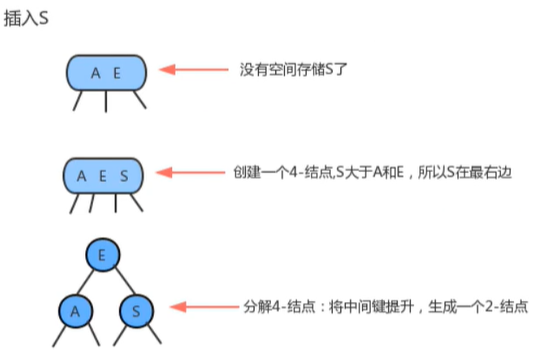 插入S
A E
没有空间存储S了
A E S
创建一个4-结点,S大于A和E，所以S在最右边
E
A
S
分解4-结点：将中间键提升，生成一个2-结点